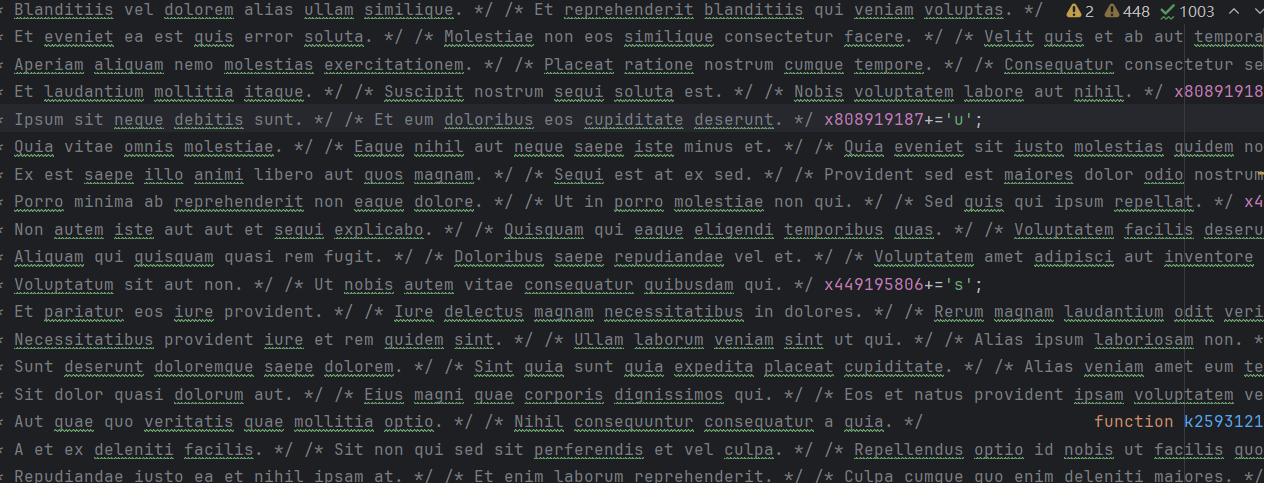 * Blanditiis vel dolorem alias ullam similique. */ /* Et reprehenderit blanditiis qui veniam voluptas. */ 2 448 1003
* Et eveniet ea est quis error soluta. */ /* Molestiae non eos similique consectetur facere. */ /* Velit quis et ab aut tempora
* Aperiam aliquam nemo molestias exercitationem. */ /* Placeat ratione nostrum cumque tempore. */ /* Consequatur consectetur se
* Et laudantium mollitia itaque. */ /* Suscipit nostrum sequi soluta est. */ /* Nobis voluptatem labore aut nihil. */ x80891918
* Ipsum sit neque debitis sunt. */ /* Et eum doloribus eos cupiditate deserunt. */ x808919187+='u';
* Quia vitae omnis molestiae. */ /* Eaque nihil aut neque saepe iste minus et. */ /* Quia eveniet sit iusto molestias quidem no
* Ex est saepe illo animi libero aut quos magnam. */ /* Sequi est at ex sed. */ /* Provident sed est maiores dolor odio nostrum
* Porro minima ab reprehenderit non eaque dolore. */ /* Ut in porro molestiae non qui. */ /* Sed quis qui ipsum repellat. */ x4
* Non autem iste aut aut et sequi explicabo. */ /* Quisquam qui eaque eligendi temporibus quas. */ /* Voluptatem facilis deseru
* Aliquam qui quisquam quasi rem fugit. */ /* Doloribus saepe repudiandae vel et. */ /* Voluptatem amet adipisci aut inventore
* Voluptatum sit aut non. */ /* Ut nobis autem vitae consequatur quibusdam qui. */ x449195806+='s';
* Et pariatur eos iure provident. */ /* Iure delectus magnam necessitatibus in dolores. */ /* Rerum magnam laudantium odit veri
* Necessitatibus provident iure et rem quidem sint. */ /* Ullam laborum veniam sint ut qui. */ /* Alias ipsum laboriosam non. *
* Sunt deserunt doloremque saepe dolorem. */ /* Sint quia sunt quia expedita placeat cupiditate. */ /* Alias veniam amet eum te
* Sit dolor quasi dolorum aut. */ /* Eius magni quae corporis dignissimos qui. */ /* Eos et natus provident ipsam voluptatem ve
* Aut quae quo veritatis quae mollitia optio. */ /* Nihil consequuntur consequatur a quia. */ function k2593121
* A et ex deleniti facilis. */ /* Sit non qui sed sit perferendis et vel culpa. */ /* Repellendus optio id nobis ut facilis quo
* Repudiandae iusto ea et nihil ipsam at. */ /* Et enim laborum reprehenderit. */ /* Culpa cumque quo enim deleniti maiores. */